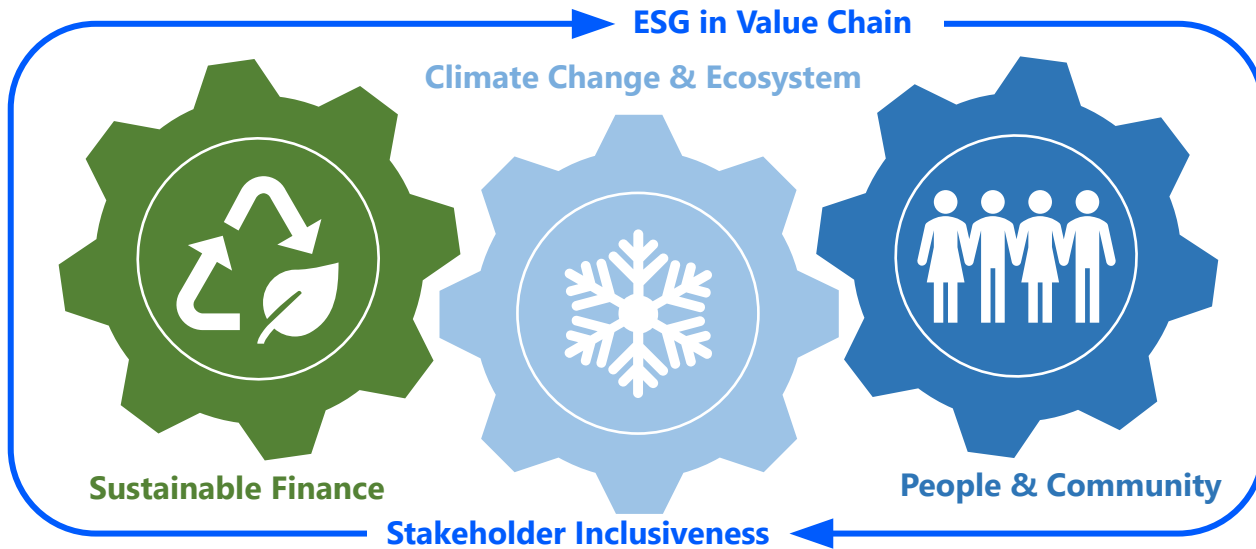 ESG in Value Chain
Climate Change & Ecosystem
Sustainable Finance
People & Community
Stakeholder Inclusiveness